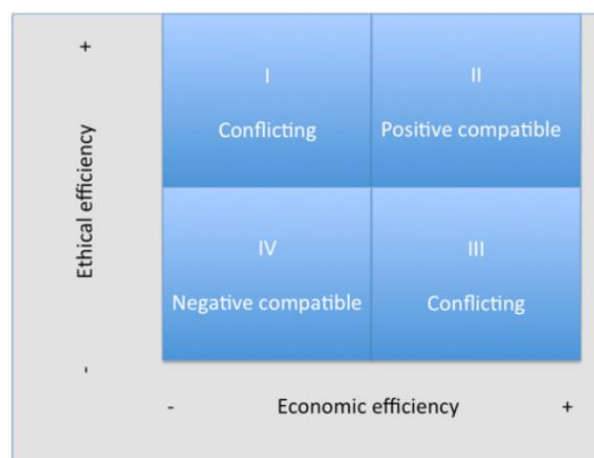 +
I
II
Conflicting
Positive compatible
Ethical efficiency
IV
III
Negative compatible
Conflicting
-
-
Economic efficiency
+